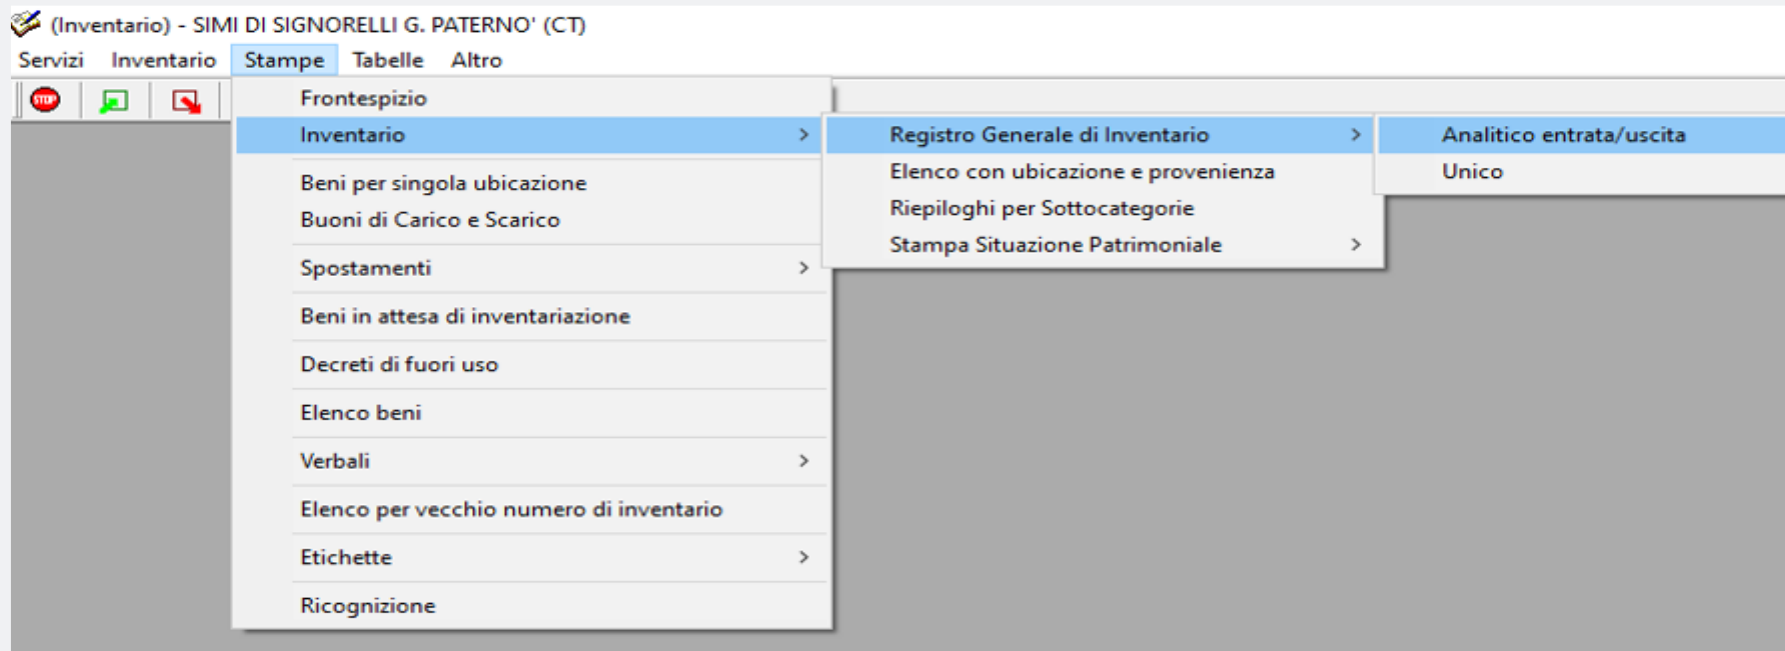 (Inventario) - SIMI DI SIGNORELLI G. PATERNO' (CT)
Servizi Inventario Stampe Tabelle Altro
STOP
Frontespizio
Inventario >
Beni per singola ubicazione
Buoni di Carico e Scarico
Spostamenti >
Beni in attesa di inventariazione
Decreti di fuori uso
Elenco beni
Verbali >
Elenco per vecchio numero di inventario
Etichette >
Ricognizione
Registro Generale di Inventario >
Elenco con ubicazione e provenienza
Riepiloghi per Sottocategorie
Stampa Situazione Patrimoniale >
Analitico entrata/uscita
Unico